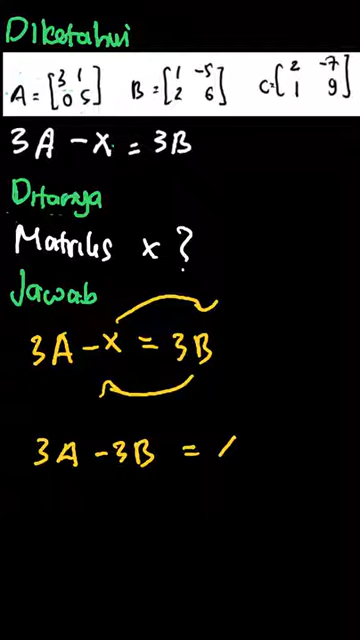 Diketahui
A = [3 1 0 5] B = [1 -5 2 6] C = [2 -7 1 9]
3A - x = 3B
Ditanya
Matriks x ?
Jawab
3A - x = 3B
3A - 3B =